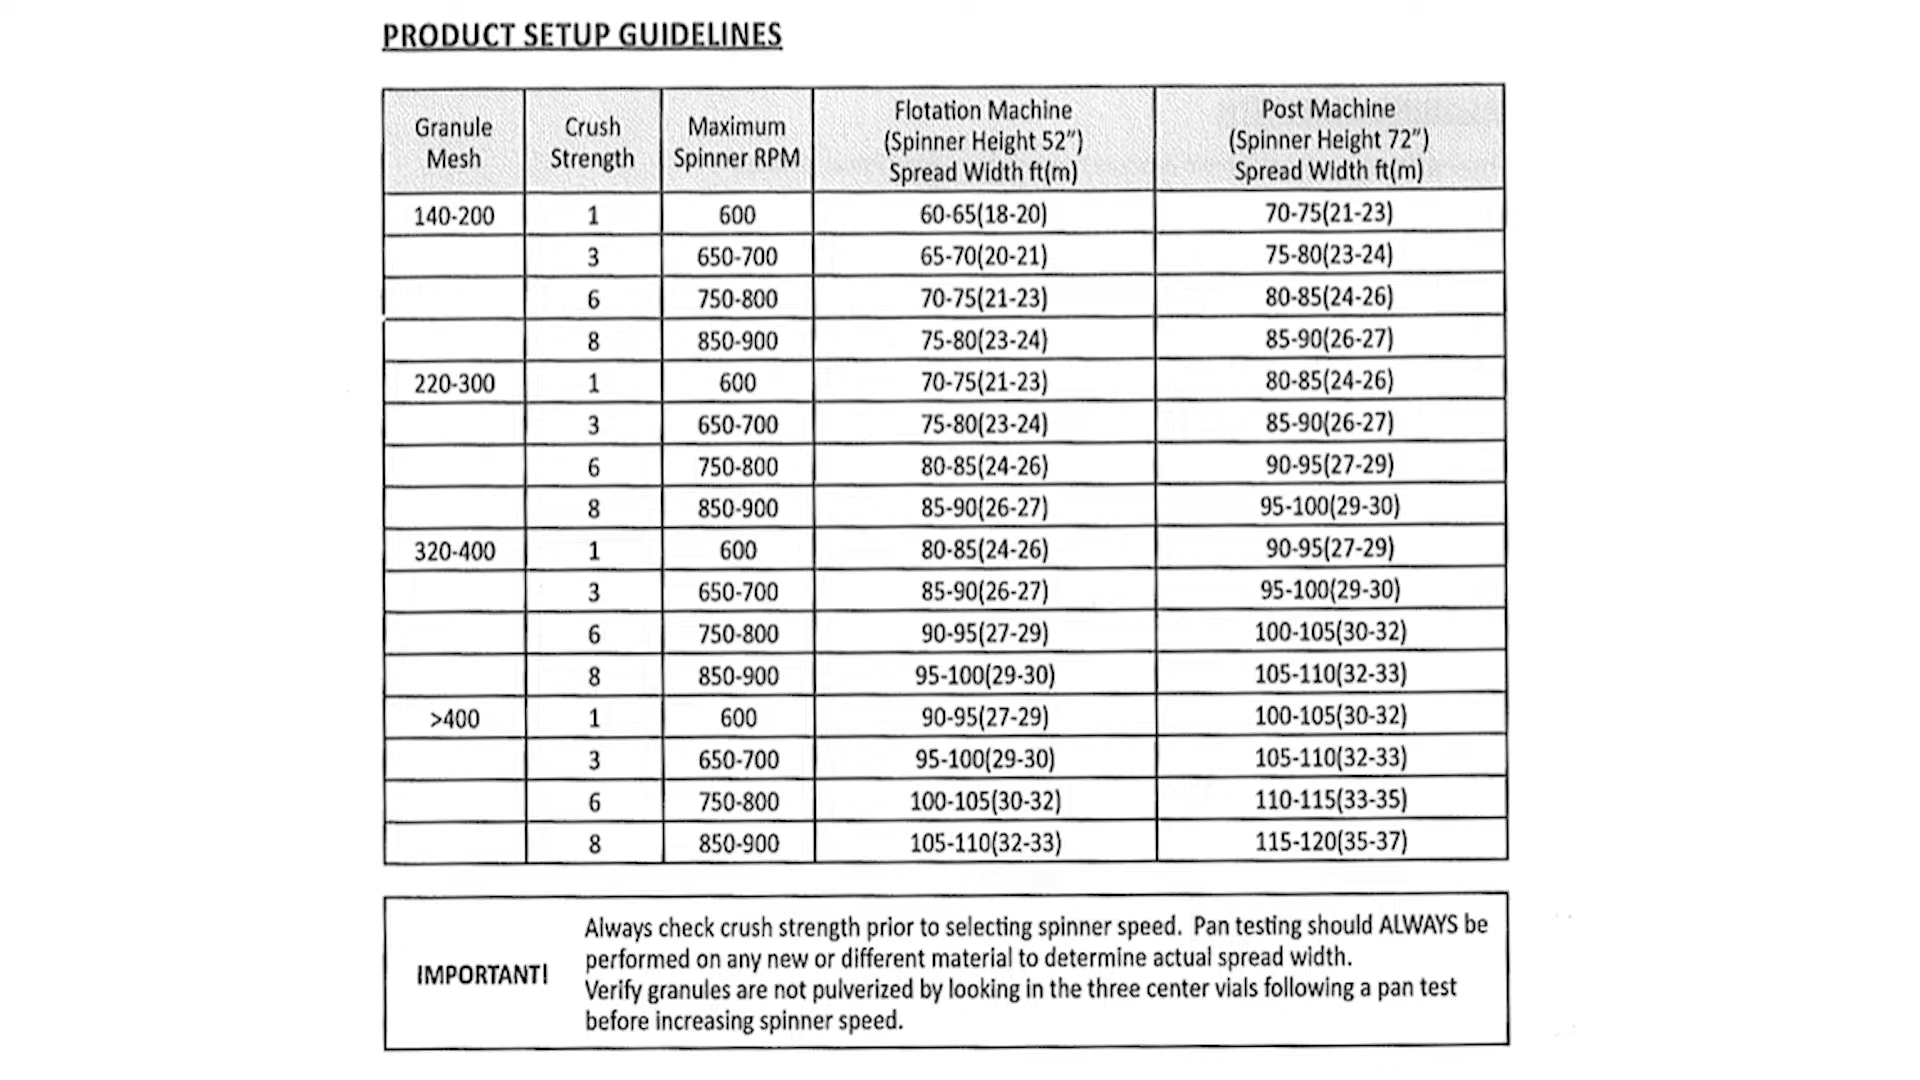 PRODUCT SETUP GUIDELINES
Granule Mesh | Crush Strength | Maximum Spinner RPM | Flotation Machine (Spinner Height 52") Spread Width ft(m) | Post Machine (Spinner Height 72") Spread Width ft(m)
140-200 | 1 | 600 | 60-65(18-20) | 70-75(21-23)
3 | 650-700 | 65-70(20-21) | 75-80(23-24)
6 | 750-800 | 70-75(21-23) | 80-85(24-26)
8 | 850-900 | 75-80(23-24) | 85-90(26-27)
220-300 | 1 | 600 | 70-75(21-23) | 80-85(24-26)
3 | 650-700 | 75-80(23-24) | 85-90(26-27)
6 | 750-800 | 80-85(24-26) | 90-95(27-29)
8 | 850-900 | 85-90(26-27) | 95-100(29-30)
320-400 | 1 | 600 | 80-85(24-26) | 90-95(27-29)
3 | 650-700 | 85-90(26-27) | 95-100(29-30)
6 | 750-800 | 90-95(27-29) | 100-105(30-32)
8 | 850-900 | 95-100(29-30) | 105-110(32-33)
>400 | 1 | 600 | 90-95(27-29) | 100-105(30-32)
3 | 650-700 | 95-100(29-30) | 105-110(32-33)
6 | 750-800 | 100-105(30-32) | 110-115(33-35)
8 | 850-900 | 105-110(32-33) | 115-120(35-37)
IMPORTANT!
Always check crush strength prior to selecting spinner speed. Pan testing should ALWAYS be
performed on any new or different material to determine actual spread width.
Verify granules are not pulverized by looking in the three center vials following a pan test
before increasing spinner speed.